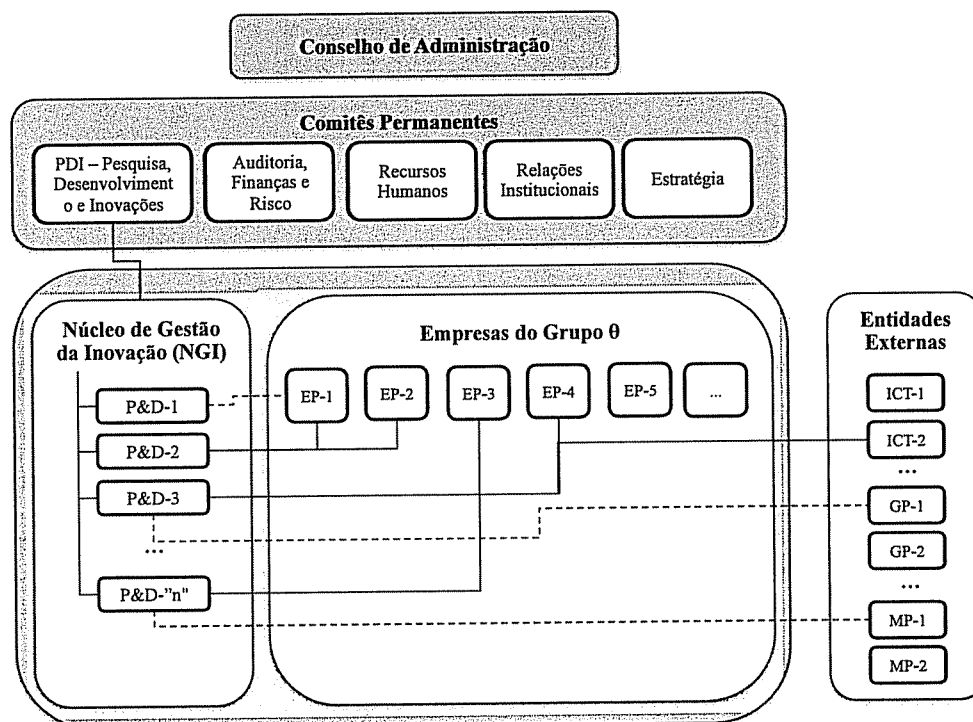 Conselho de Administração
Comitês Permanentes
PDI – Pesquisa,
Desenvolviment
o e Inovações
Auditoria,
Finanças e
Risco
Recursos
Humanos
Relações
Institucionais
Estratégia
Núcleo de Gestão
da Inovação (NGI)
P&D-1
P&D-2
P&D-3
...
P&D-”n"
Empresas do Grupo θ
EP-1
EP-2
EP-3
EP-4
EP-5
...
Entidades
Externas
ICT-1
ICT-2
...
GP-1
GP-2
...
MP-1
MP-2